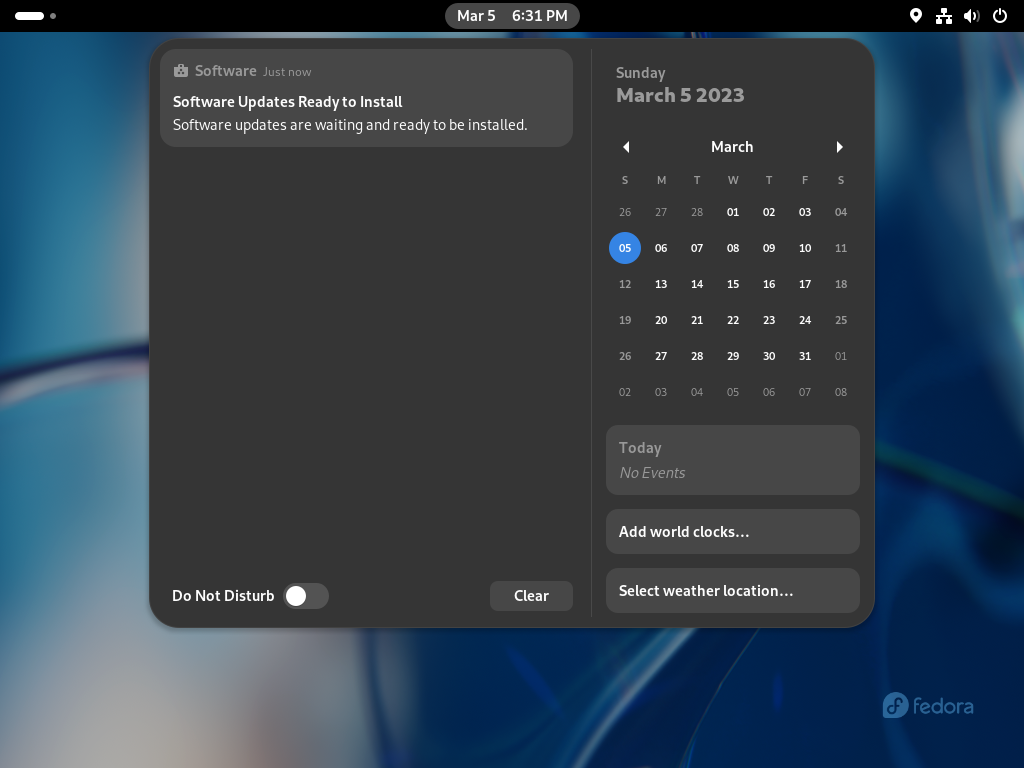 Mar 5 6:31 PM
Software Just now
Software Updates Ready to Install
Software updates are waiting and ready to be installed.
Do Not Disturb
Clear
Sunday
March 5 2023
March
S M T W T F S
26 27 28 01 02 03 04
05 06 07 08 09 10 11
12 13 14 15 16 17 18
19 20 21 22 23 24 25
26 27 28 29 30 31 01
02 03 04 05 06 07 08
Today
No Events
Add world clocks…
Select weather location…
fedora